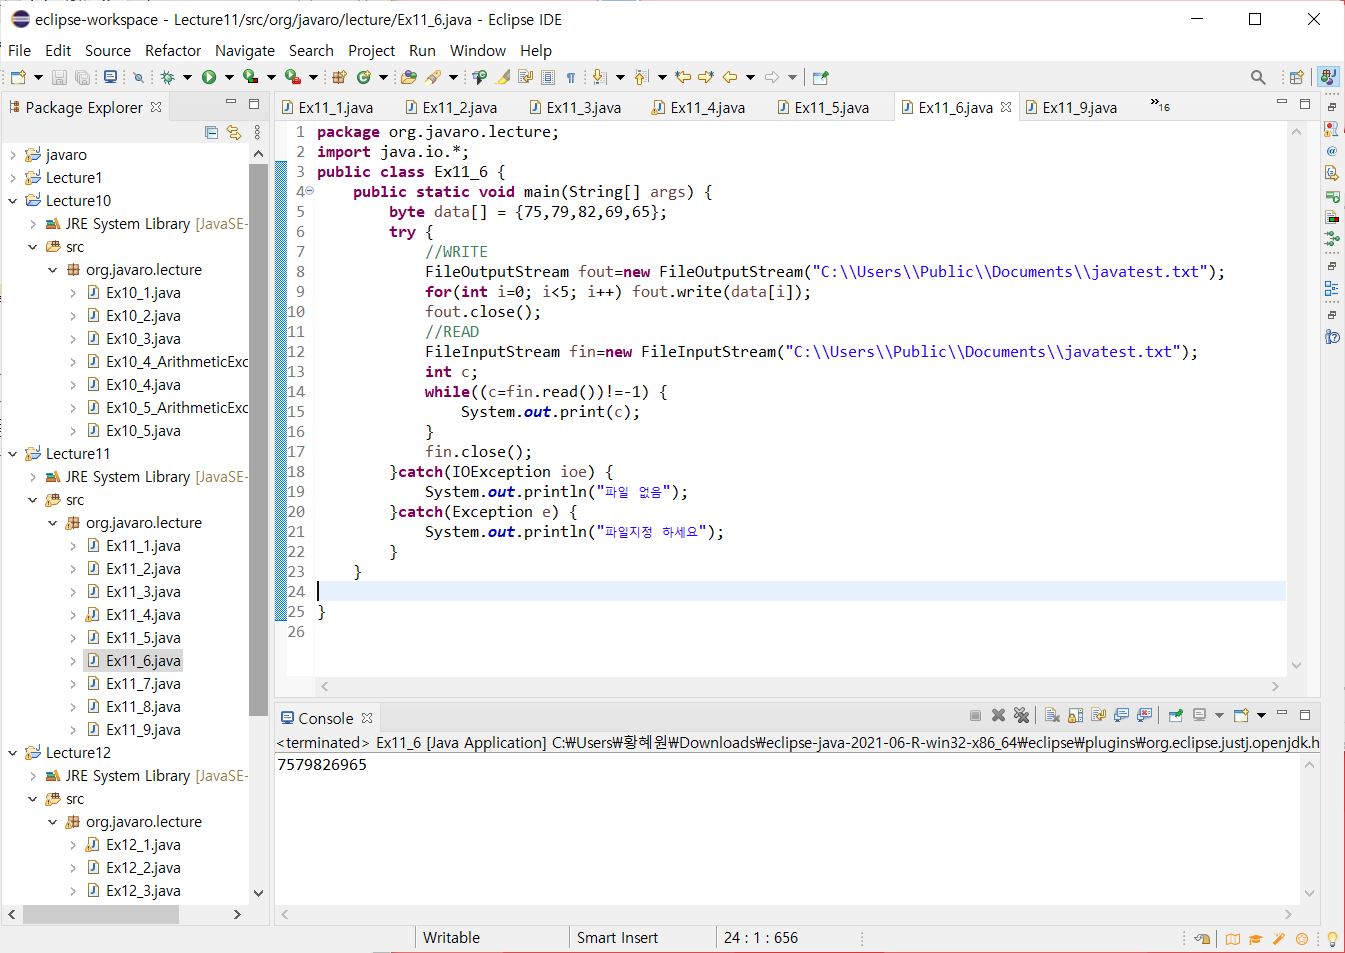 eclipse-workspace - Lecture11/src/org/javaro/lecture/Ex11_6.java - Eclipse IDE
File Edit Source Refactor Navigate Search Project Run Window Help
Package Explorer
javaro
Lecture1
Lecture10
JRE System Library [JavaSE-
src
org.javaro.lecture
Ex10_1.java
Ex10_2.java
Ex10_3.java
Ex10_4_ArithmeticExc
Ex10_4.java
Ex10_5_ArithmeticExc
Ex10_5.java
Lecture11
JRE System Library [JavaSE-
src
org.javaro.lecture
Ex11_1.java
Ex11_2.java
Ex11_3.java
Ex11_4.java
Ex11_5.java
Ex11_6.java
Ex11_7.java
Ex11_8.java
Ex11_9.java
Lecture12
JRE System Library [JavaSE-
src
org.javaro.lecture
Ex12_1.java
Ex12_2.java
Ex12_3.java
Ex11_1.java Ex11_2.java Ex11_3.java Ex11_4.java Ex11_5.java Ex11_6.java Ex11_9.java »16
1 package org.javaro.lecture;
2 import java.io.*;
3 public class Ex11_6 {
4 public static void main(String[] args) {
5 byte data[] = {75,79,82,69,65};
6 try {
7 //WRITE
8 FileOutputStream fout=new FileOutputStream("C:\\Users\\Public\\Documents\\javatest.txt");
9 for(int i=0; i<5; i++) fout.write(data[i]);
10 fout.close();
11 //READ
12 FileInputStream fin=new FileInputStream("C:\\Users\\Public\\Documents\\javatest.txt");
13 int c;
14 while((c=fin.read())!=-1) {
15 System.out.print(c);
16 }
17 fin.close();
18 }catch(IOException ioe) {
19 System.out.println("파일 없음");
20 }catch(Exception e) {
21 System.out.println("파일지정 하세요");
22 }
23 }
24
25 }
26
Console
<terminated> Ex11_6 [Java Application] C:₩Users₩황혜원₩Downloads₩eclipse-java-2021-06-R-win32-x86_64₩eclipse₩plugins₩org.eclipse.justj.openjdk.h
7579826965
Writable Smart Insert 24 : 1 : 656